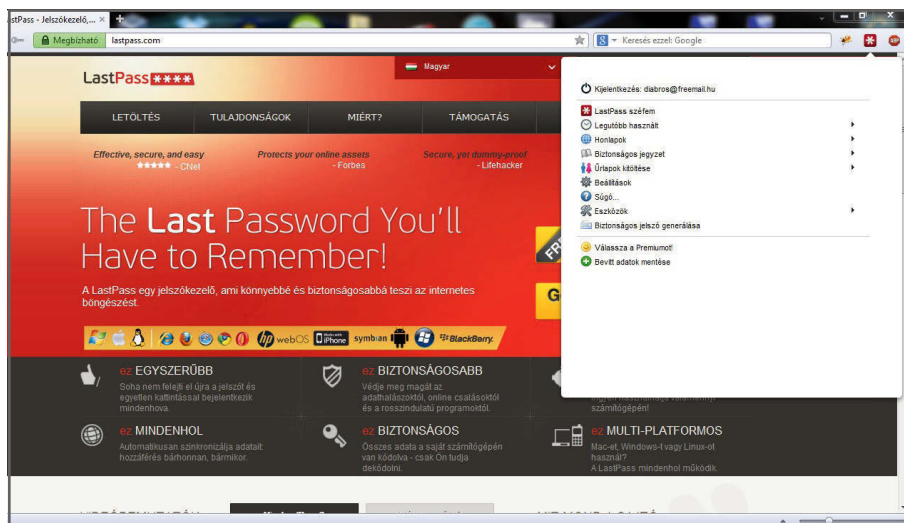 stPass - Jelszókezelő,...
Megbízható lastpass.com
Keresés ezzel: Google
LastPass****
Magyar
LETÖLTÉS TULAJDONSÁGOK MIÉRT? TÁMOGATÁS
Effective, secure, and easy
- CNet
Protects your online assets
- Forbes
Secure, yet dummy-proof
- Lifehacker
The Last Password You'll
Have to Remember!
A LastPass egy jelszókezelő, ami könnyebbé és biztonságosabbá teszi az internetes
böngészést.
hp webOS Made with iPhone symbian BlackBerry
ez EGYSZERŰBB
Soha nem felejti el újra a jelszót és
egyetlen kattintással bejelentkezik
mindenhova.
ez BIZTONSÁGOSABB
Védje meg magát az
adathalászoktól, online csalásoktól
és a rosszindulatú programoktól.
számítógépén!
ez MINDENHOL
Automatikusan szinkronizálja adatait:
hozzáférés bárhonnan, bármikor.
ez BIZTONSÁGOS
Összes adata a saját számítógépén
van kódolva - csak Ön tudja
dekódolni.
ez MULTI-PLATFORMOS
Mac-et, Windows-t vagy Linux-ot
használ?
A LastPass mindenhol működik.
Kijelentkezés: diabros@freemail.hu
LastPass széfem
Legutóbb használt
Honlapok
Biztonságos jegyzet
Űrlapok kitöltése
Beállítások
Súgó...
Eszközök
Biztonságos jelszó generálása
Válassza a Premiumot!
Bevitt adatok mentése